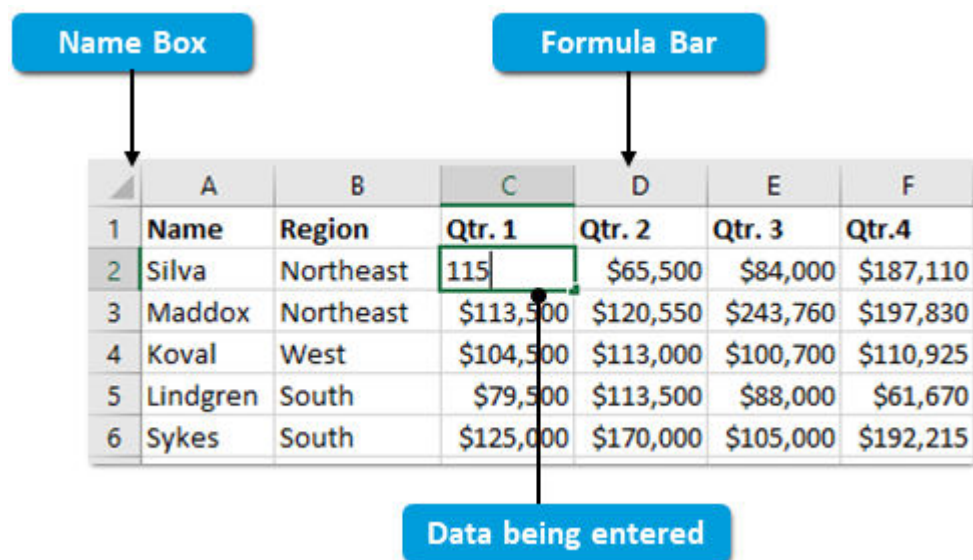 Name Box Formula Bar
A B C D E F
1 Name Region Qtr. 1 Qtr. 2 Qtr. 3 Qtr.4
2 Silva Northeast 115 $65,500 $84,000 $187,110
3 Maddox Northeast $113,500 $120,550 $243,760 $197,830
4 Koval West $104,500 $113,000 $100,700 $110,925
5 Lindgren South $79,500 $113,500 $88,000 $61,670
6 Sykes South $125,000 $170,000 $105,000 $192,215
Data being entered